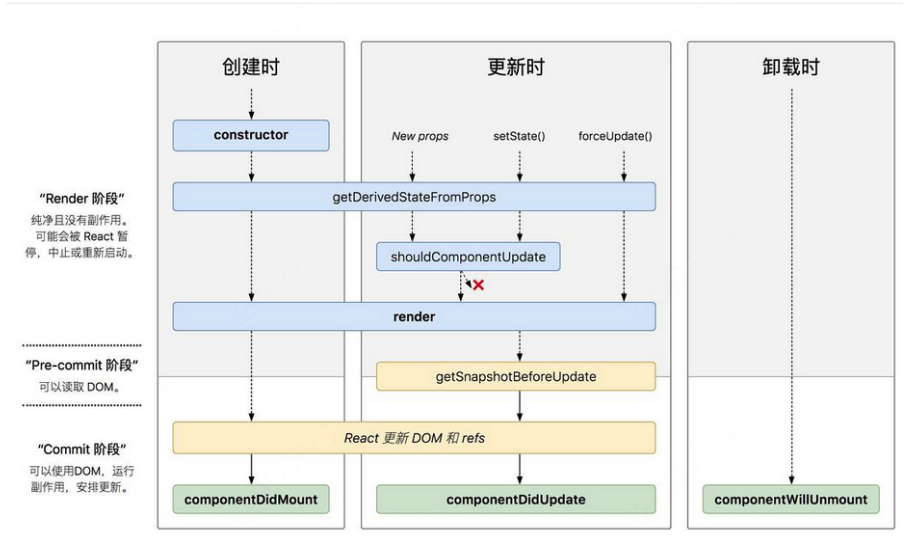 创建时
更新时
卸载时
constructor
New props
setState()
forceUpdate()
“Render 阶段”
纯净且没有副作用。
可能会被 React 暂
停，中止或重新启动。
getDerivedStateFromProps
shouldComponentUpdate
render
“Pre-commit 阶段”
可以读取 DOM。
getSnapshotBeforeUpdate
“Commit 阶段”
可以使用DOM，运行
副作用，安排更新。
React 更新 DOM 和 refs
componentDidMount
componentDidUpdate
componentWillUnmount